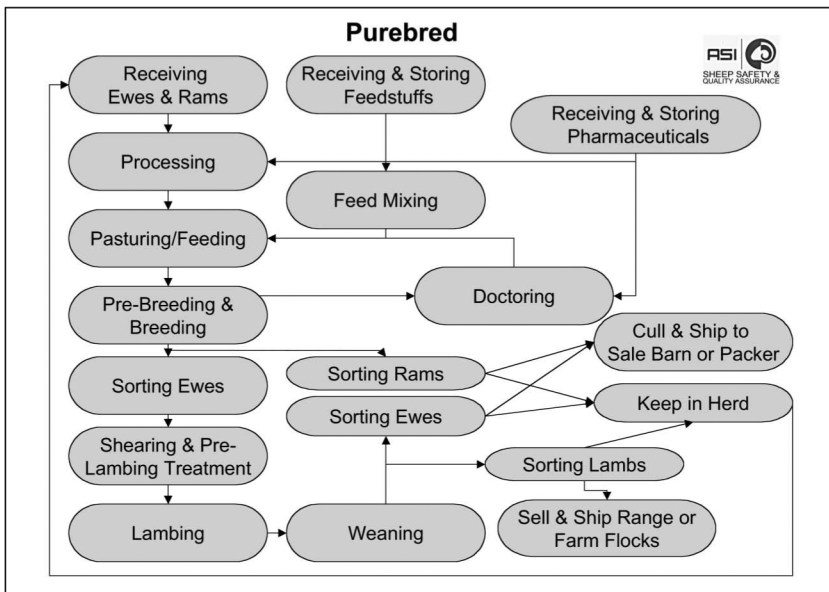 Purebred
ASI
SHEEP SAFETY &
QUALITY ASSURANCE
Receiving
Ewes & Rams
Receiving & Storing
Feedstuffs
Receiving & Storing
Pharmaceuticals
Processing
Feed Mixing
Pasturing/Feeding
Doctoring
Pre-Breeding &
Breeding
Cull & Ship to
Sale Barn or Packer
Sorting Rams
Sorting Ewes
Keep in Herd
Sorting Ewes
Shearing & Pre-
Lambing Treatment
Sorting Lambs
Lambing
Weaning
Sell & Ship Range or
Farm Flocks